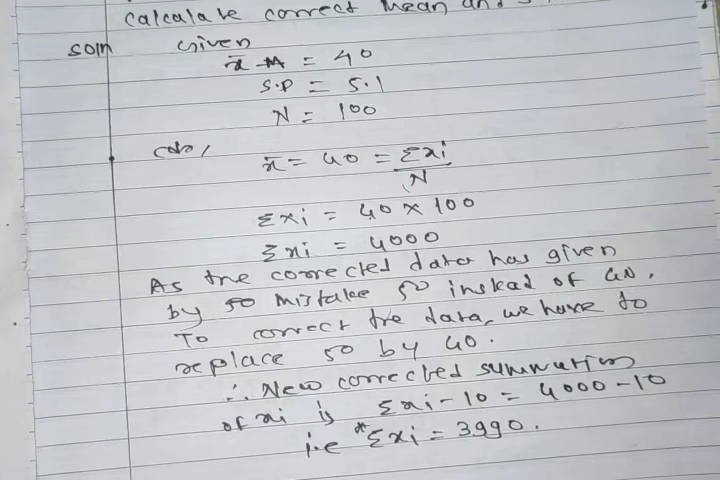 calculate correct mean and
soln Given
x̄ = 40
S.D = 5.1
N = 100
x̄ = 40 = Σxi
N
Σxi = 40 × 100
Σxi = 4000
As the corrected data has given
by mistake 50 instead of 40.
To correct the data, we have to
replace 50 by 40.
∴ New corrected summation
of xi is Σxi - 10 = 4000 - 10
i.e Σxi = 3990.